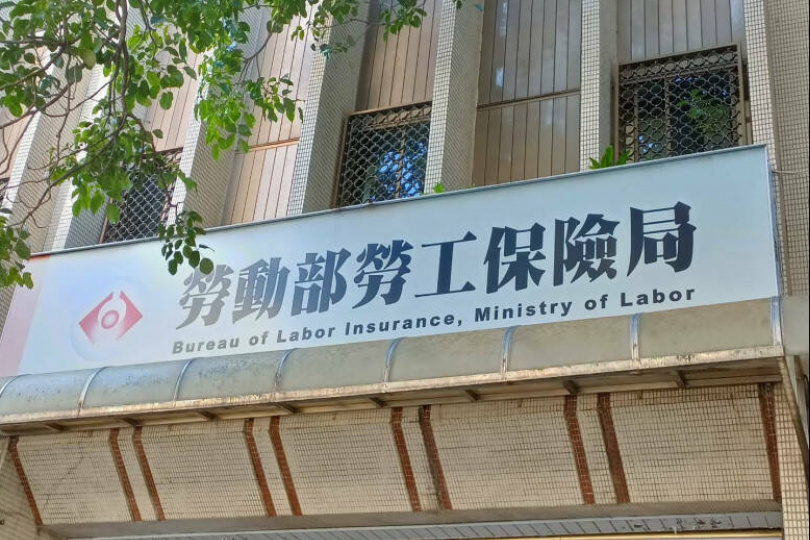 勞動部勞工保險局
Bureau of Labor Insurance, Ministry of Labor